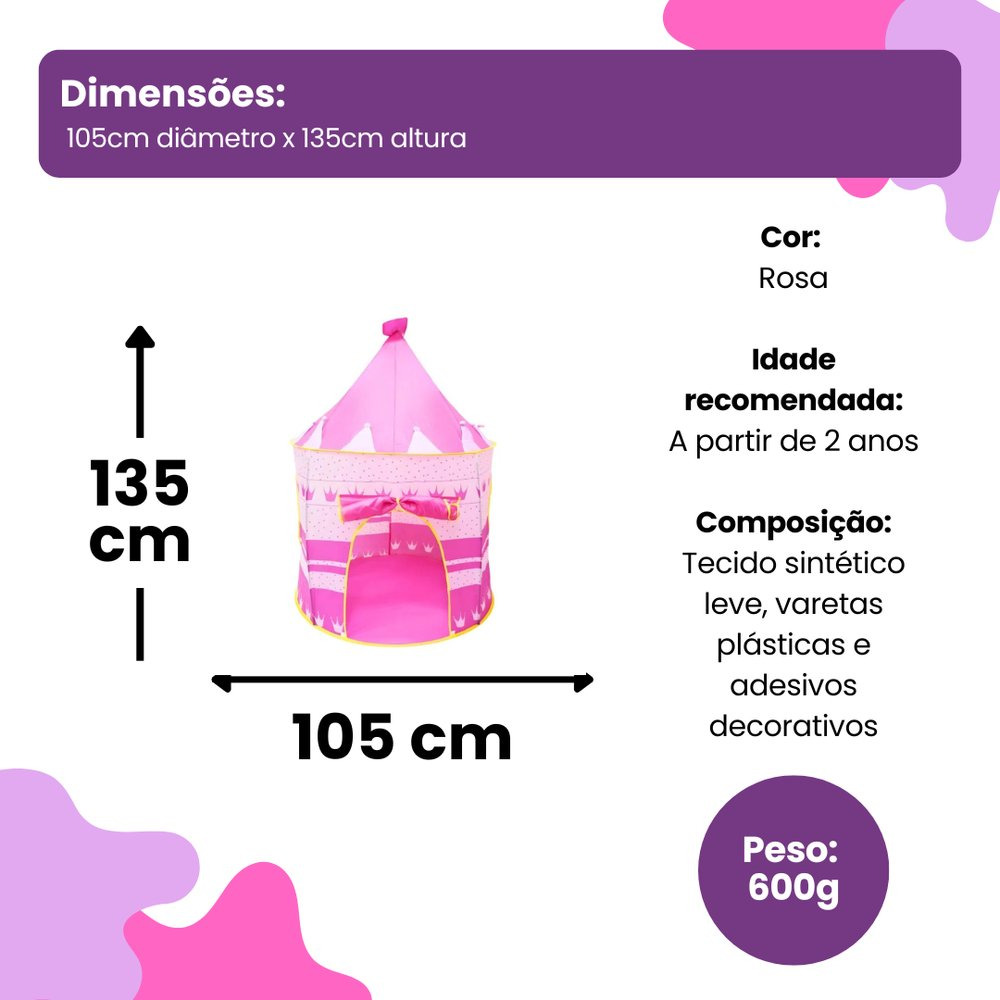 Dimensões:
105cm diâmetro x 135cm altura
Cor:
Rosa
Idade
recomendada:
A partir de 2 anos
135
cm
Composição:
Tecido sintético
leve, varetas
plásticas e
adesivos
decorativos
105 cm
Peso:
600g